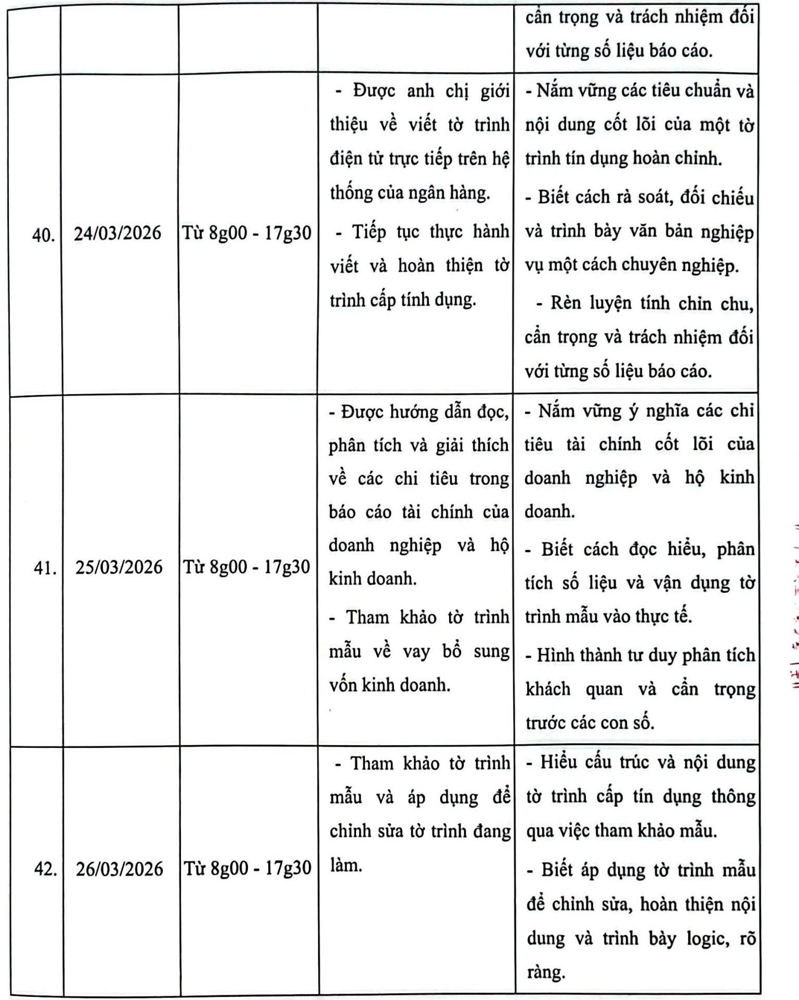 cẩn trọng và trách nhiệm đối
với từng số liệu báo cáo.
40.
24/03/2026
Từ 8g00 - 17g30
- Được anh chị giới
thiệu về viết tờ trình
điện tử trực tiếp trên hệ
thống của ngân hàng.
- Tiếp tục thực hành
viết và hoàn thiện tờ
trình cấp tính dụng.
- Nắm vững các tiêu chuẩn và
nội dung cốt lõi của một tờ
trình tín dụng hoàn chỉnh.
- Biết cách rà soát, đối chiếu
và trình bày văn bản nghiệp
vụ một cách chuyên nghiệp.
- Rèn luyện tính chỉn chu,
cẩn trọng và trách nhiệm đối
với từng số liệu báo cáo.
41.
25/03/2026
Từ 8g00 - 17g30
- Được hướng dẫn đọc,
phân tích và giải thích
về các chỉ tiêu trong
báo cáo tài chính của
doanh nghiệp và hộ
kinh doanh.
- Tham khảo tờ trình
mẫu về vay bổ sung
vốn kinh doanh.
- Nắm vững ý nghĩa các chỉ
tiêu tài chính cốt lõi của
doanh nghiệp và hộ kinh
doanh.
- Biết cách đọc hiểu, phân
tích số liệu và vận dụng tờ
trình mẫu vào thực tế.
- Hình thành tư duy phân tích
khách quan và cẩn trọng
trước các con số.
42.
26/03/2026
Từ 8g00 - 17g30
- Tham khảo tờ trình
mẫu và áp dụng để
chỉnh sửa tờ trình đang
làm.
- Hiểu cấu trúc và nội dung
tờ trình cấp tín dụng thông
qua việc tham khảo mẫu.
- Biết áp dụng tờ trình mẫu
để chỉnh sửa, hoàn thiện nội
dung và trình bày logic, rõ
ràng.